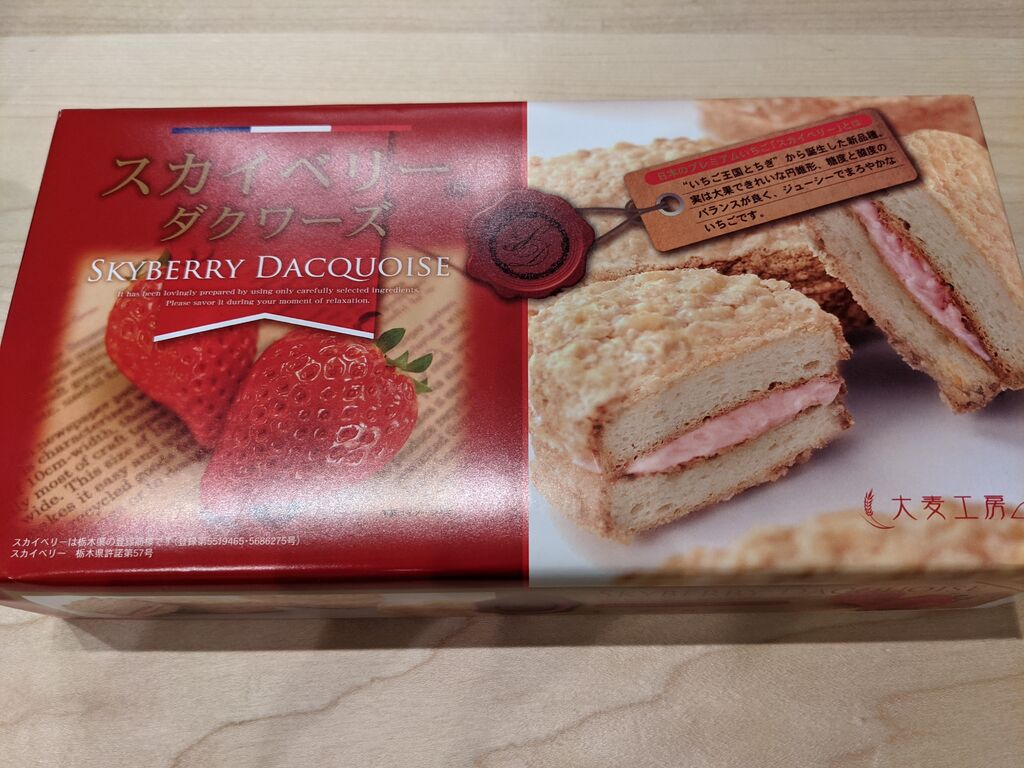 スカイベリー
ダクワーズ
SKYBERRY DACQUOISE
It has been lovingly prepared by using only carefully selected ingredients.
Please savor it during your moment of relaxation.
日本のプレミアムいちご「スカイベリー」とは
“いちご王国とちぎ”から誕生した新品種。
実は大果できれいな円錐形、糖度と酸度の
バランスが良く、ジューシーでまろやかな
いちごです。
大麦工房
スカイベリーは栃木県の登録商標です(登録第5519465・5686275号)
スカイベリー 栃木県許諾第57号